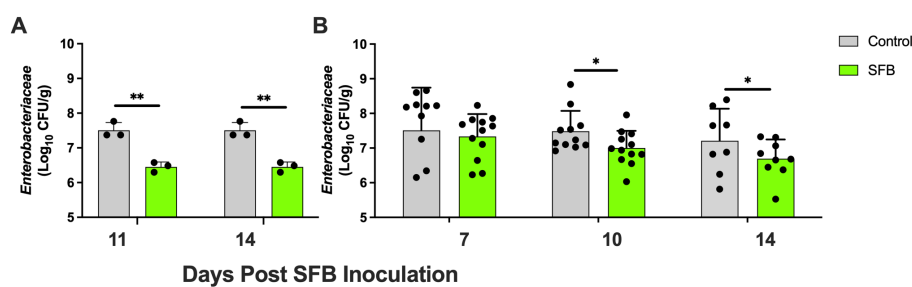 A
B
Control
SFB
Enterobacteriaceae
(Log10 CFU/g)
10
9
8
7
6
5
**
**
11
14
Enterobacteriaceae
(Log10 CFU/g)
10
9
8
7
6
5
*
*
7
10
14
Days Post SFB Inoculation